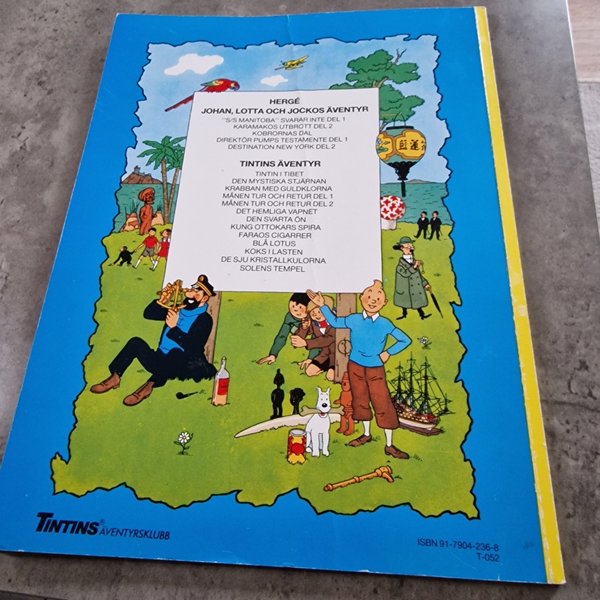 HERGÉ
JOHAN, LOTTA OCH JOCKOS ÄVENTYR
"S/S MANITOBA" SVARAR INTE DEL 1
KARAMAKOS UTBROTT DEL 2
KOBRORNAS DAL
DIREKTÖR PUMPS TESTAMENTE DEL 1
DESTINATION NEW YORK DEL 2
TINTINS ÄVENTYR
TINTIN I TIBET
DEN MYSTISKA STJÄRNAN
KRABBAN MED GULDKLORNA
MÅNEN TUR OCH RETUR DEL 1
MÅNEN TUR OCH RETUR DEL 2
DET HEMLIGA VAPNET
DEN SVARTA ÖN
KUNG OTTOKARS SPIRA
FARAOS CIGARRER
BLÅ LOTUS
KOKS I LASTEN
DE SJU KRISTALLKULORNA
SOLENS TEMPEL
TINTINS®
ÄVENTYRSKLUBB
ISBN 91-7904-236-8
T-052